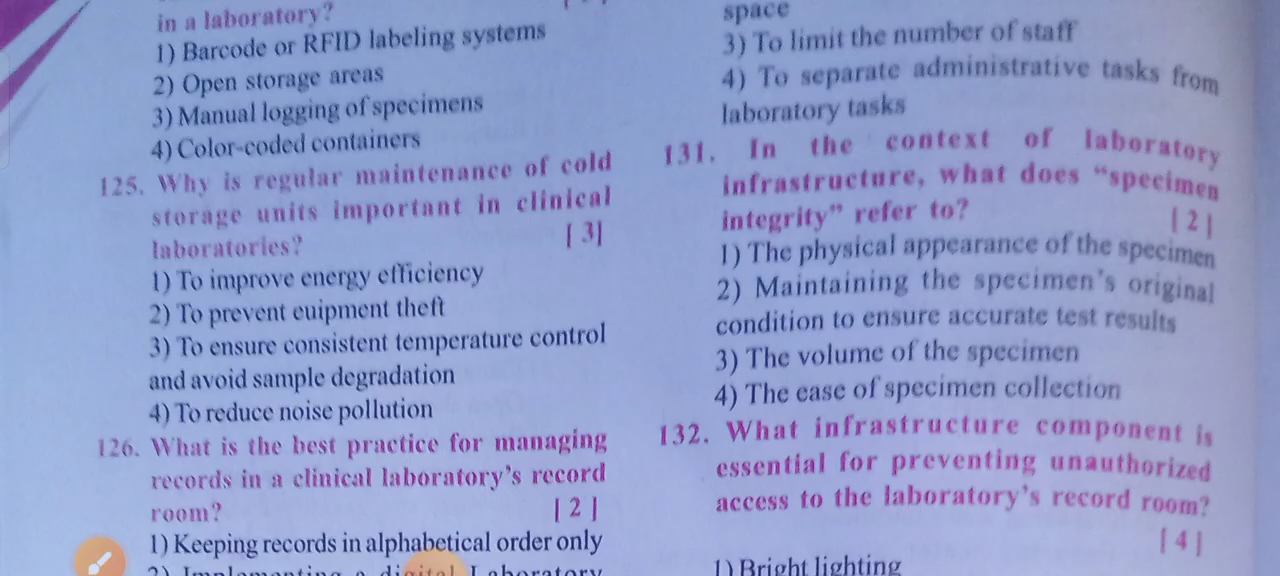 in a laboratory?
1) Barcode or RFID labeling systems
2) Open storage areas
3) Manual logging of specimens
4) Color-coded containers
125. Why is regular maintenance of cold
storage units important in clinical
laboratories? [ 3]
1) To improve energy efficiency
2) To prevent euipment theft
3) To ensure consistent temperature control
and avoid sample degradation
4) To reduce noise pollution
126. What is the best practice for managing
records in a clinical laboratory's record
room? [ 2 ]
1) Keeping records in alphabetical order only
2) Implementing a digital Laboratory
space
3) To limit the number of staff
4) To separate administrative tasks from
laboratory tasks
131. In the context of laboratory
infrastructure, what does "specimen
integrity" refer to? [ 2 ]
1) The physical appearance of the specimen
2) Maintaining the specimen's original
condition to ensure accurate test results
3) The volume of the specimen
4) The ease of specimen collection
132. What infrastructure component is
essential for preventing unauthorized
access to the laboratory's record room?
[ 4 ]
1) Bright lighting